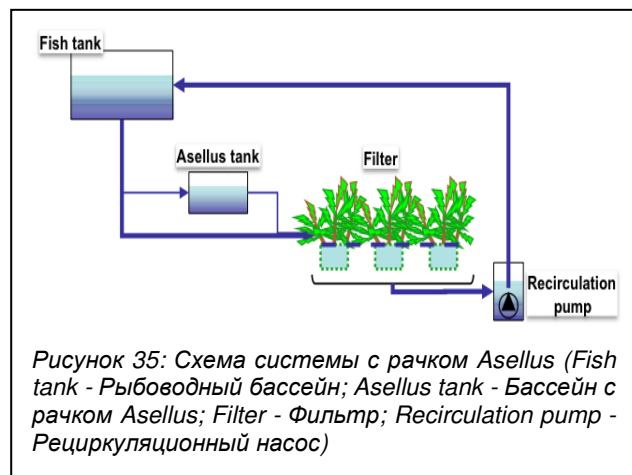 Fish tank
Asellus tank
Filter
Recirculation
pump
Рисунок 35: Схема системы с рачком Asellus (Fish
tank - Рыбоводный бассейн; Asellus tank - Бассейн с
рачком Asellus; Filter - Фильтр; Recirculation pump -
Рециркуляционный насос)